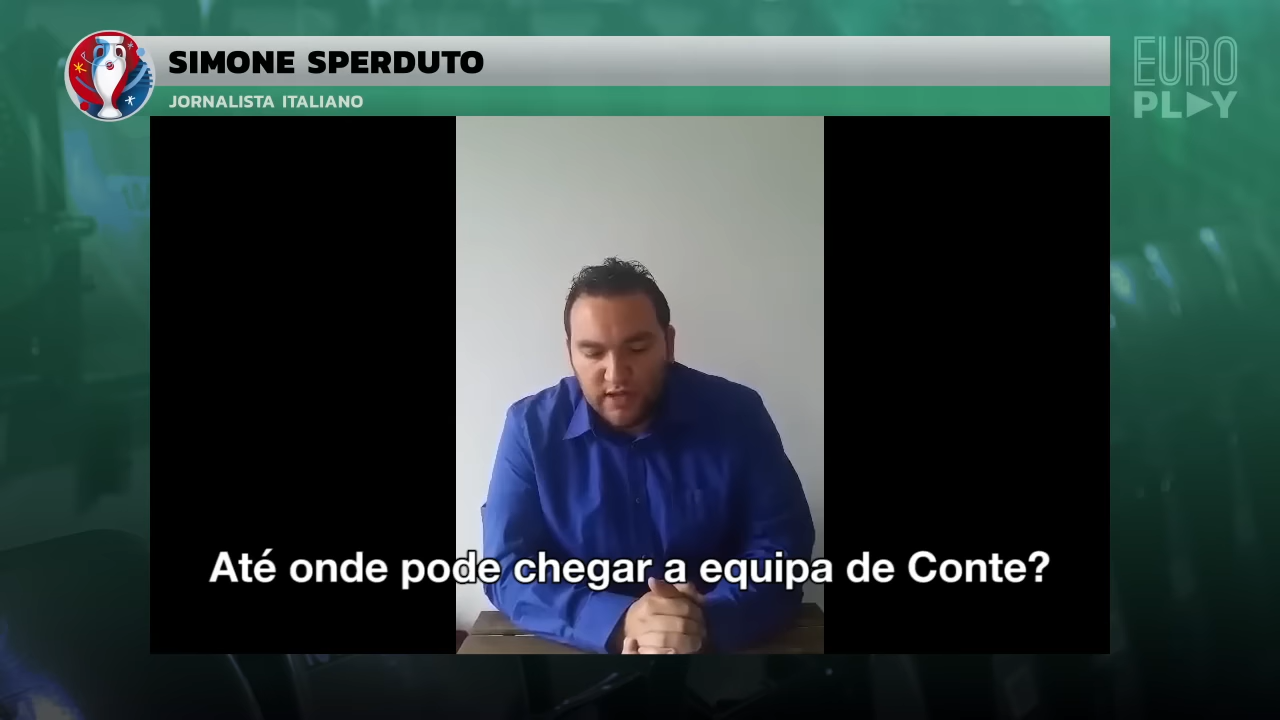 SIMONE SPERDUTO
JORNALISTA ITALIANO
EURO
PLAY
Até onde pode chegar a equipa de Conte?